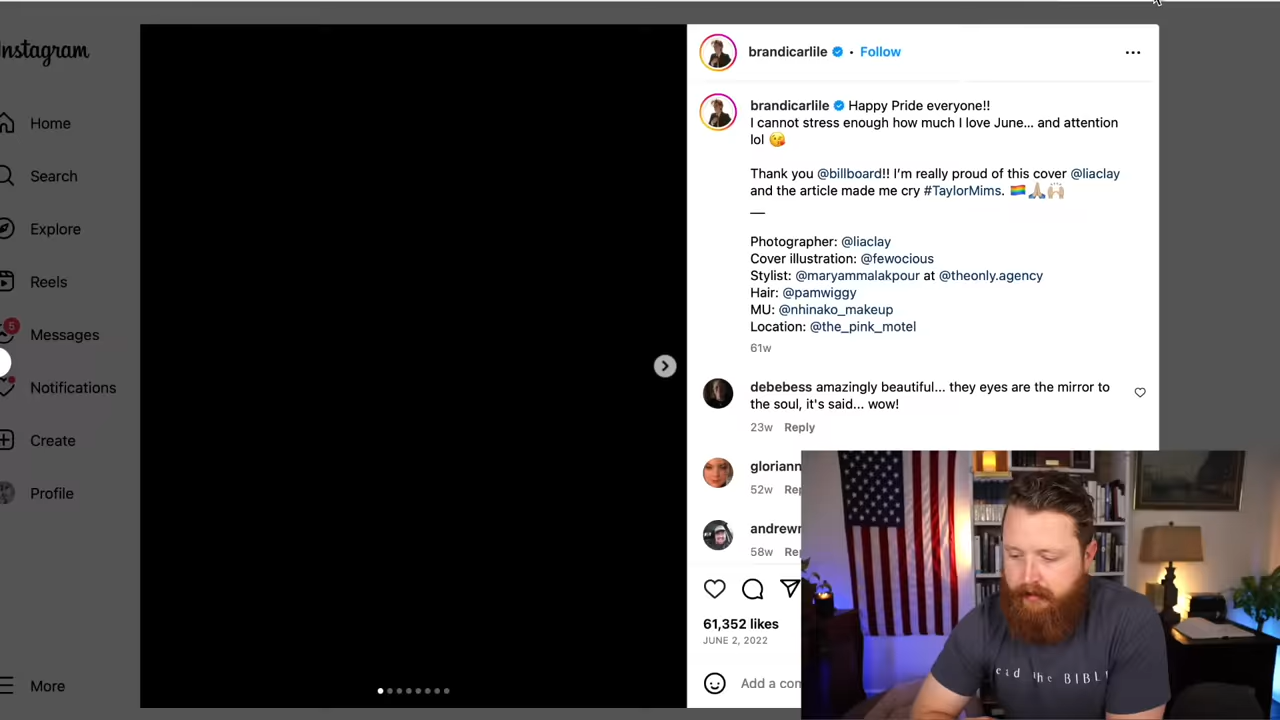 Instagram
Home
Search
Explore
Reels
5
Messages
Notifications
Create
Profile
More
brandicarlile • Follow
brandicarlile Happy Pride everyone!!
I cannot stress enough how much I love June... and attention
lol 😘
Thank you @billboard!! I'm really proud of this cover @liaclay
and the article made me cry #TaylorMims. 🏳️‍🌈🙏🏼🙌🏼
—
Photographer: @liaclay
Cover illustration: @fewocious
Stylist: @maryammalakpour at @theonly.agency
Hair: @pamwiggy
MU: @nhinako_makeup
Location: @the_pink_motel
61w
debebess amazingly beautiful... they eyes are the mirror to
the soul, it's said... wow!
23w Reply
gloriann
52w Rep
andrewr
58w Rep
61,352 likes
JUNE 2, 2022
Add a com
ead the BIBL